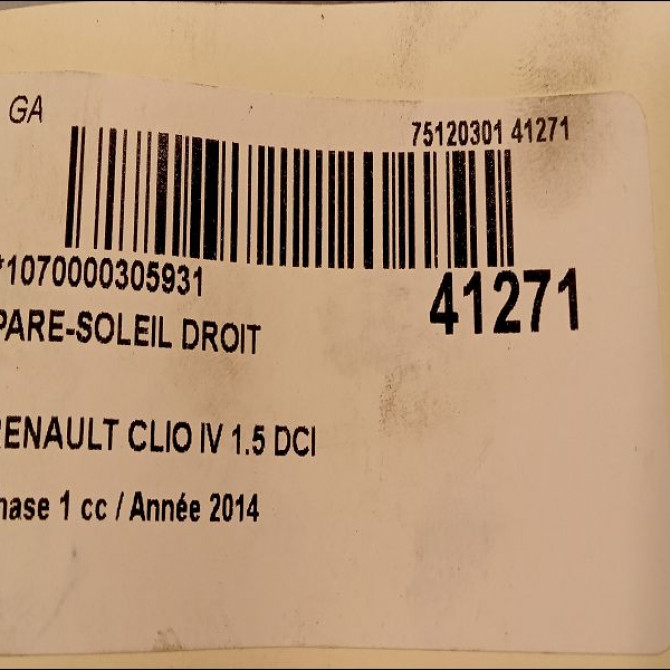 GA
75120301 41271
*1070000305931
41271
PARE-SOLEIL DROIT
RENAULT CLIO IV 1.5 DCI
hase 1 cc / Année 2014